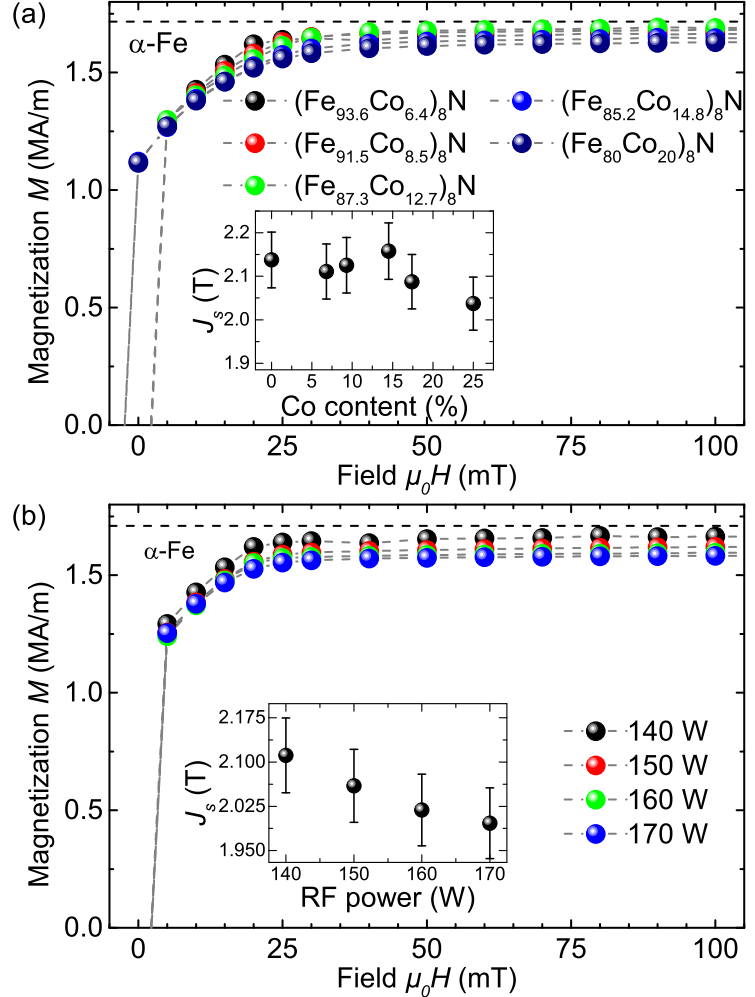 (a)
α-Fe
1.5
1.0
0.5
0.0
Magnetization M (MA/m)
(Fe93.6Co6.4)8N
(Fe85.2Co14.8)8N
(Fe91.5Co8.5)8N
(Fe80Co20)8N
(Fe87.3Co12.7)8N
2.2
2.1
2.0
1.9
Js (T)
0 5 10 15 20 25
Co content (%)
0 25 50 75 100
Field μ0H (mT)
(b)
α-Fe
1.5
1.0
0.5
0.0
Magnetization M (MA/m)
2.175
2.100
2.025
1.950
Js (T)
140 150 160 170
RF power (W)
140 W
150 W
160 W
170 W
0 25 50 75 100
Field μ0H (mT)